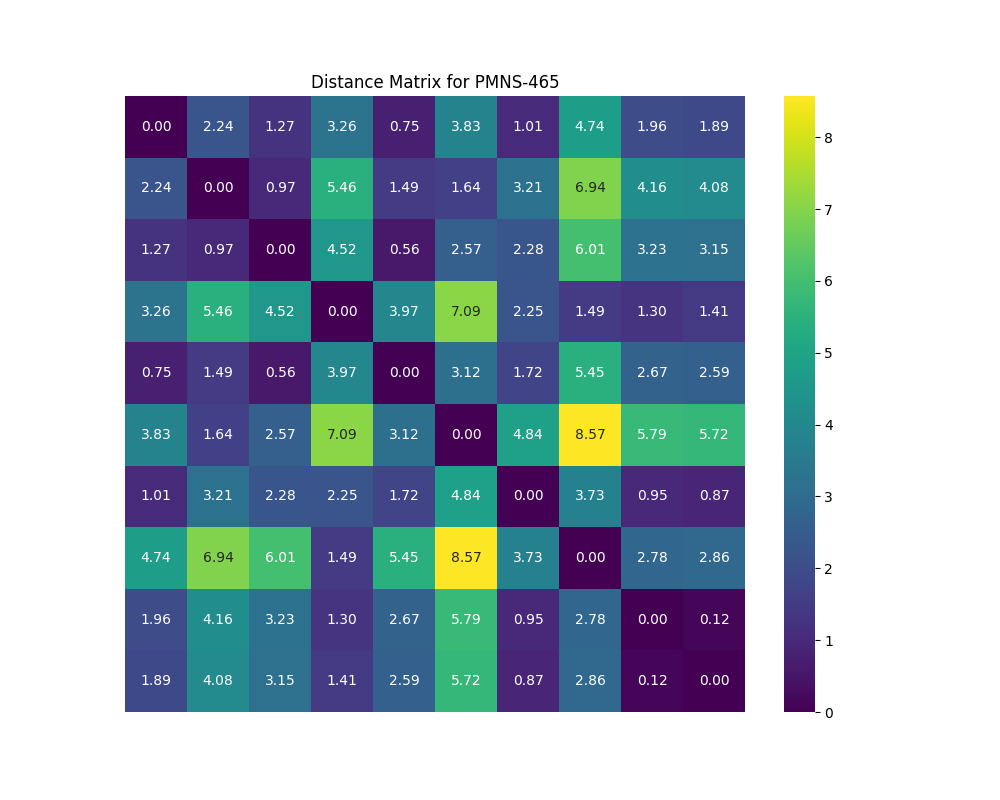 Distance Matrix for PMNS-465
0.00 2.24 1.27 3.26 0.75 3.83 1.01 4.74 1.96 1.89
2.24 0.00 0.97 5.46 1.49 1.64 3.21 6.94 4.16 4.08
1.27 0.97 0.00 4.52 0.56 2.57 2.28 6.01 3.23 3.15
3.26 5.46 4.52 0.00 3.97 7.09 2.25 1.49 1.30 1.41
0.75 1.49 0.56 3.97 0.00 3.12 1.72 5.45 2.67 2.59
3.83 1.64 2.57 7.09 3.12 0.00 4.84 8.57 5.79 5.72
1.01 3.21 2.28 2.25 1.72 4.84 0.00 3.73 0.95 0.87
4.74 6.94 6.01 1.49 5.45 8.57 3.73 0.00 2.78 2.86
1.96 4.16 3.23 1.30 2.67 5.79 0.95 2.78 0.00 0.12
1.89 4.08 3.15 1.41 2.59 5.72 0.87 2.86 0.12 0.00
8
7
6
5
4
3
2
1
0